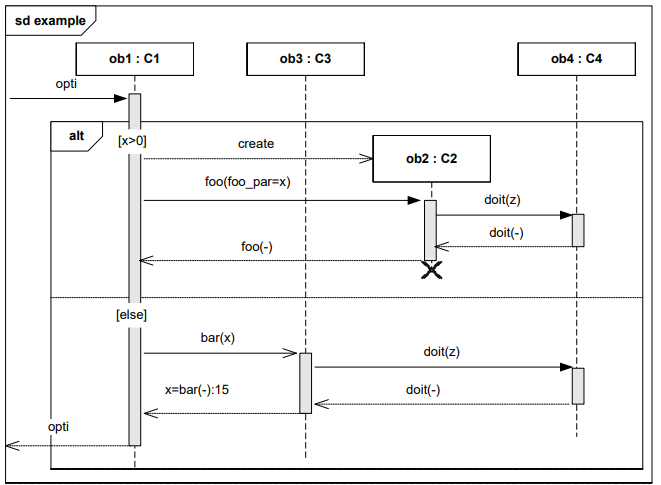 sd example
ob1 : C1
ob3 : C3
ob4 : C4
opti
alt
[x>0]
create
ob2 : C2
foo(foo_par=x)
doit(z)
doit(-)
foo(-)
[else]
bar(x)
doit(z)
x=bar(-):15
doit(-)
opti